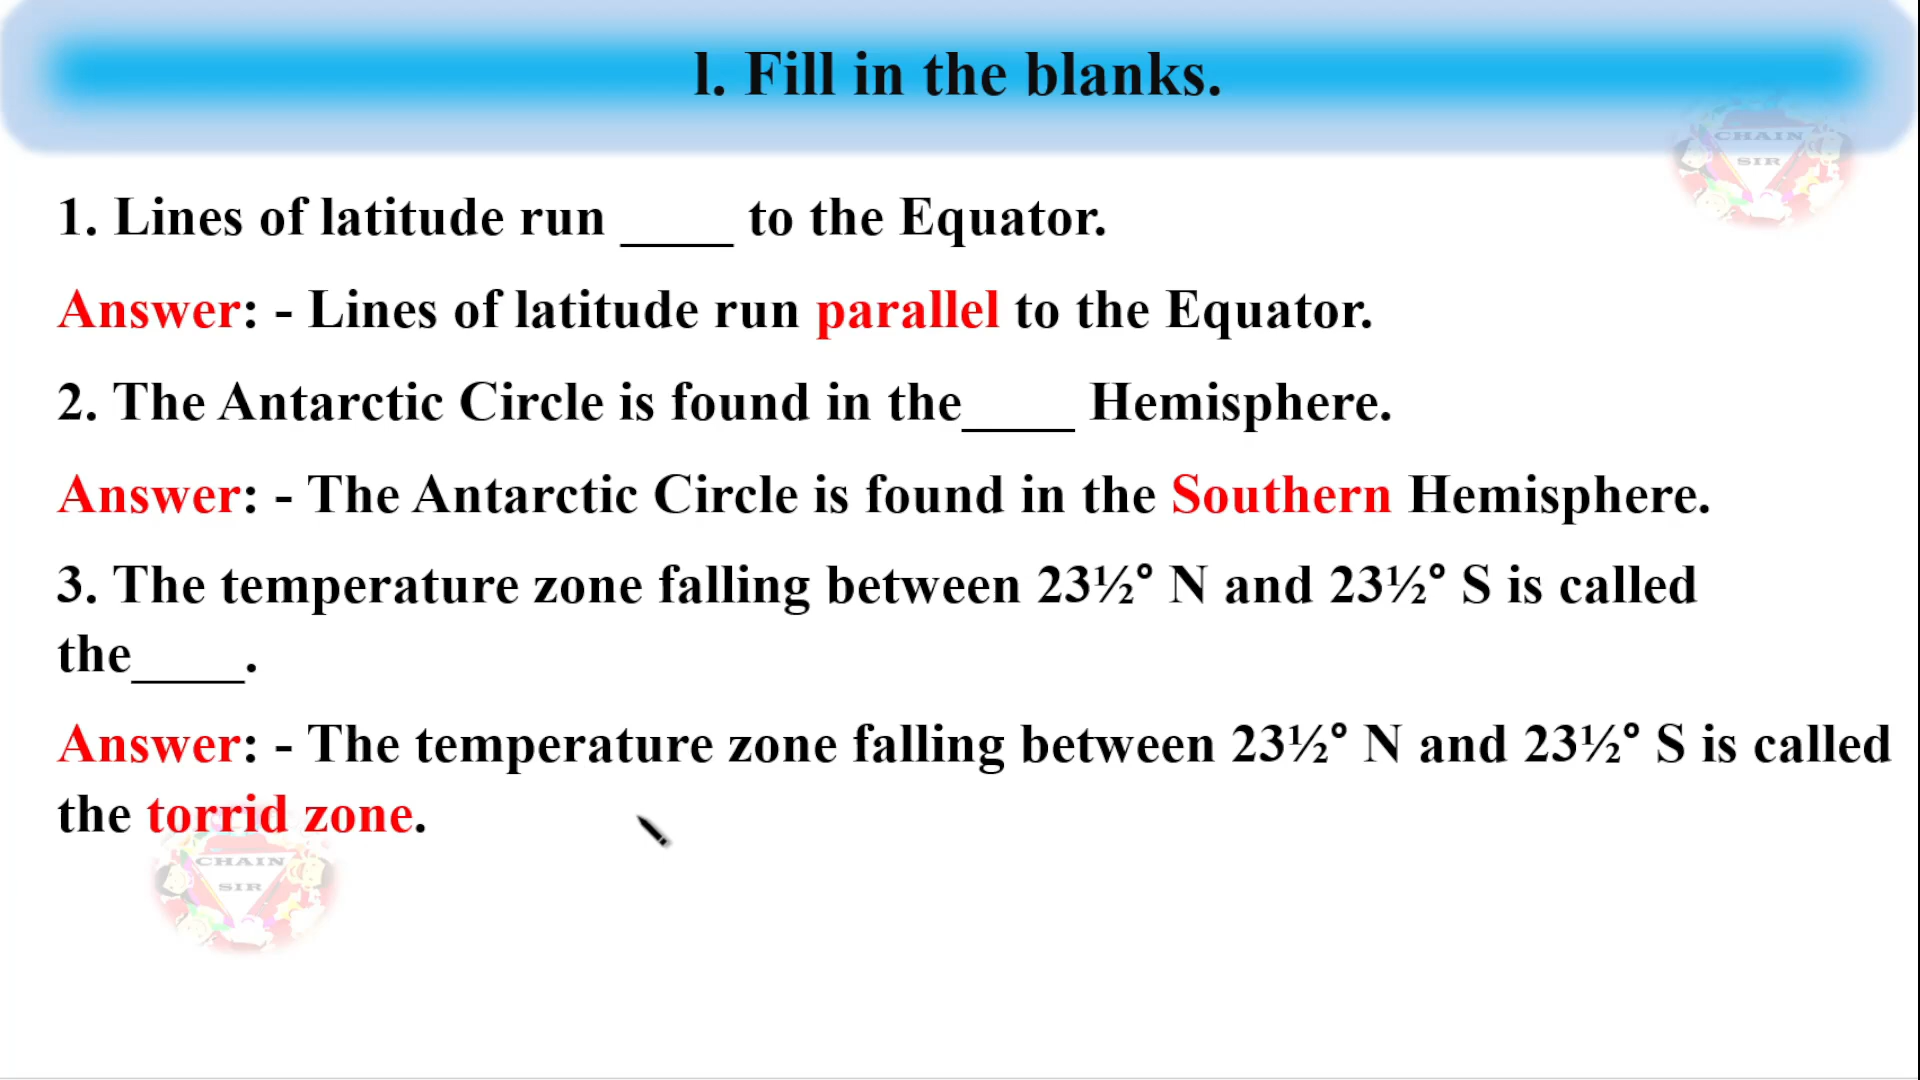 l. Fill in the blanks.
CHAIN
SIR
1. Lines of latitude run ____ to the Equator.
Answer: - Lines of latitude run parallel to the Equator.
2. The Antarctic Circle is found in the____ Hemisphere.
Answer: - The Antarctic Circle is found in the Southern Hemisphere.
3. The temperature zone falling between 23½° N and 23½° S is called
the____.
Answer: - The temperature zone falling between 23½° N and 23½° S is called
the torrid zone.
CHAIN
SIR